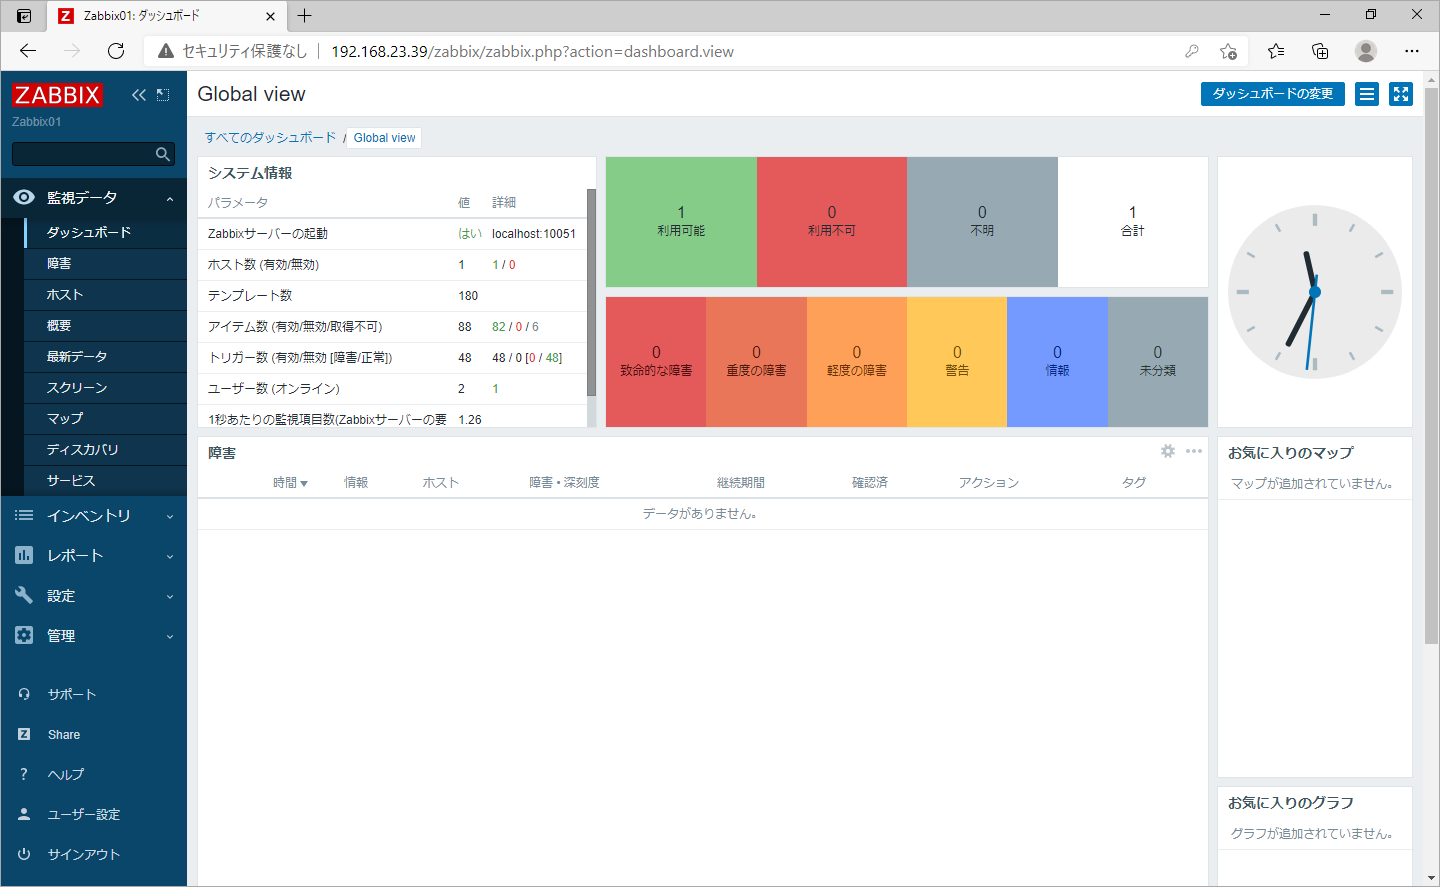 Zabbix01: ダッシュボード
セキュリティ保護なし 192.168.23.39/zabbix/zabbix.php?action=dashboard.view
ZABBIX
Zabbix01
監視データ
ダッシュボード
障害
ホスト
概要
最新データ
スクリーン
マップ
ディスカバリ
サービス
インベントリ
レポート
設定
管理
サポート
Z Share
? ヘルプ
ユーザー設定
サインアウト
Global view
ダッシュボードの変更
すべてのダッシュボード / Global view
システム情報
パラメータ 値 詳細
Zabbixサーバーの起動 はい localhost:10051
ホスト数 (有効/無効) 1 1 / 0
テンプレート数 180
アイテム数 (有効/無効/取得不可) 88 82 / 0 / 6
トリガー数 (有効/無効 [障害/正常]) 48 48 / 0 [0 / 48]
ユーザー数 (オンライン) 2 1
1秒あたりの監視項目数(Zabbixサーバーの要 1.26
1 0 0 1
利用可能 利用不可 不明 合計
0 0 0 0 0 0
致命的な障害 重度の障害 軽度の障害 警告 情報 未分類
障害
時間 情報 ホスト 障害・深刻度 継続期間 確認済 アクション タグ
データがありません。
お気に入りのマップ
マップが追加されていません。
お気に入りのグラフ
グラフが追加されていません。